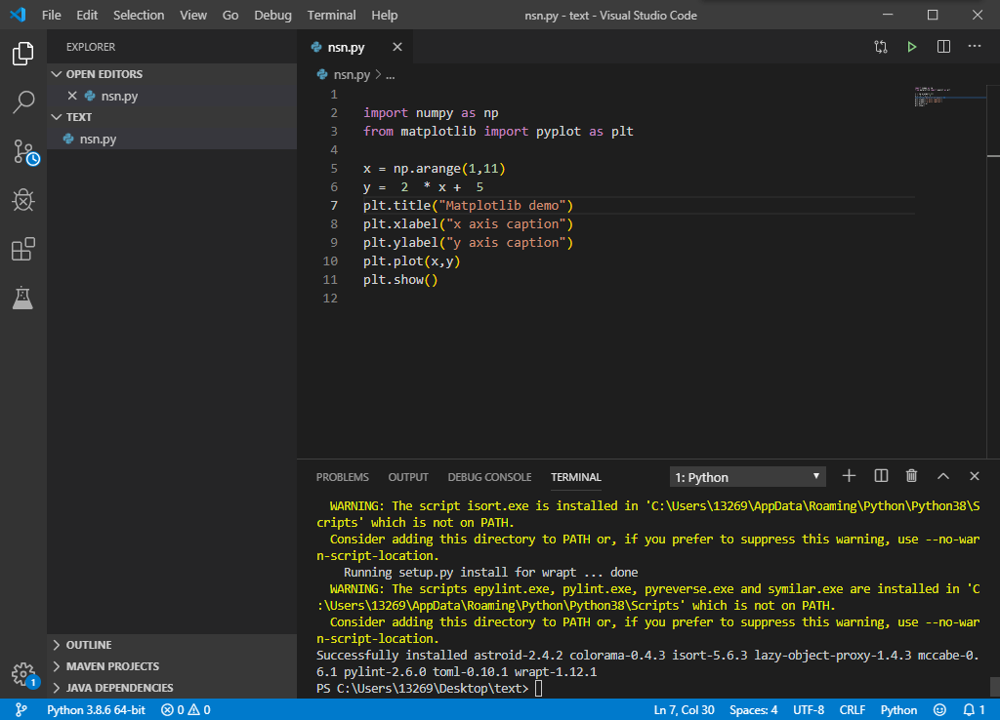 File Edit Selection View Go Debug Terminal Help
nsn.py - text - Visual Studio Code
EXPLORER
OPEN EDITORS
nsn.py
TEXT
nsn.py
OUTLINE
MAVEN PROJECTS
JAVA DEPENDENCIES
1
nsn.py
nsn.py > ...
1
2 import numpy as np
3 from matplotlib import pyplot as plt
4
5 x = np.arange(1,11)
6 y =  2  * x +  5
7 plt.title("Matplotlib demo")
8 plt.xlabel("x axis caption")
9 plt.ylabel("y axis caption")
10 plt.plot(x,y)
11 plt.show()
12
PROBLEMS OUTPUT DEBUG CONSOLE TERMINAL 1: Python
WARNING: The script isort.exe is installed in 'C:\Users\13269\AppData\Roaming\Python\Python38\S
cripts' which is not on PATH.
Consider adding this directory to PATH or, if you prefer to suppress this warning, use --no-war
n-script-location.
Running setup.py install for wrapt ... done
WARNING: The scripts epylint.exe, pylint.exe, pyreverse.exe and symilar.exe are installed in 'C
:\Users\13269\AppData\Roaming\Python\Python38\Scripts' which is not on PATH.
Consider adding this directory to PATH or, if you prefer to suppress this warning, use --no-war
n-script-location.
Successfully installed astroid-2.4.2 colorama-0.4.3 isort-5.6.3 lazy-object-proxy-1.4.3 mccabe-0.
6.1 pylint-2.6.0 toml-0.10.1 wrapt-1.12.1
PS C:\Users\13269\Desktop\text>
Python 3.8.6 64-bit 0 0 Ln 7, Col 30 Spaces: 4 UTF-8 CRLF Python 1